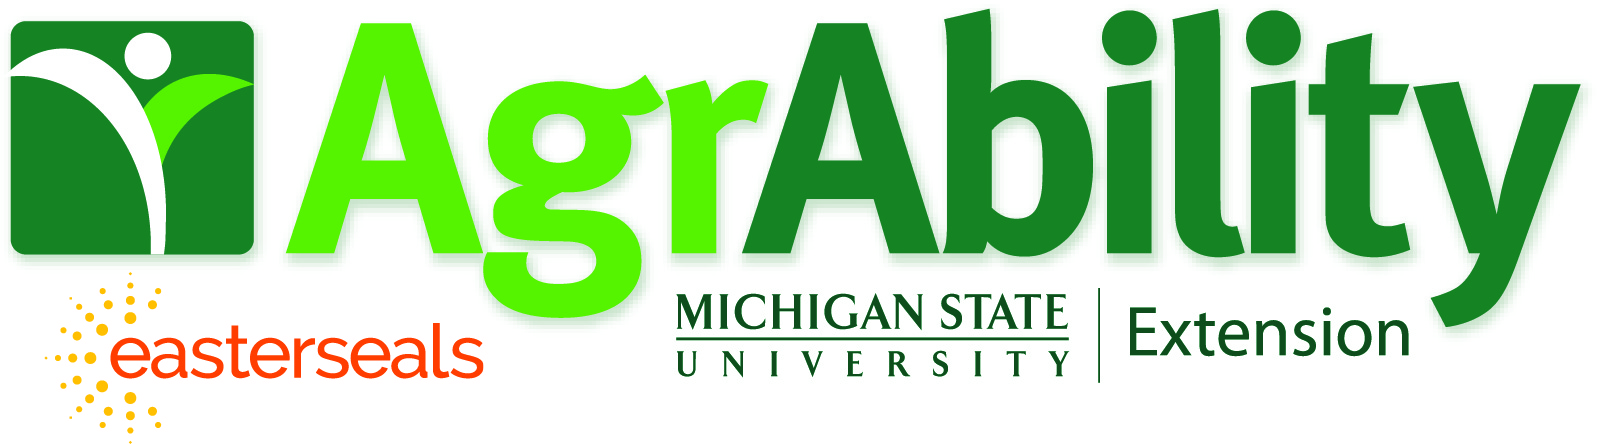 AgrAbility
easterseals
MICHIGAN STATE
UNIVERSITY
Extension